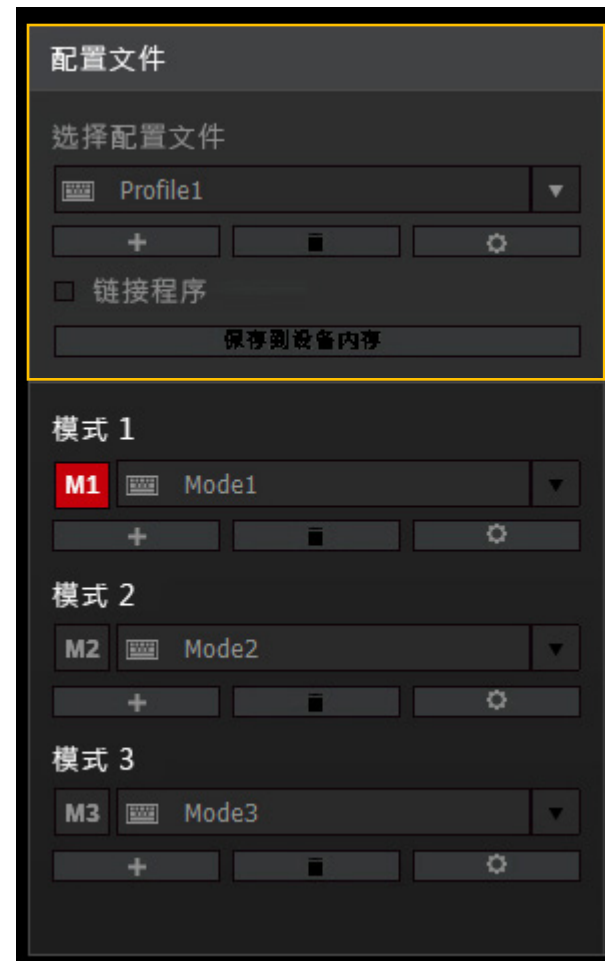 配置文件
选择配置文件
Profile1
链接程序
保存到设备内存
模式 1
M1 Mode1
模式 2
M2 Mode2
模式 3
M3 Mode3